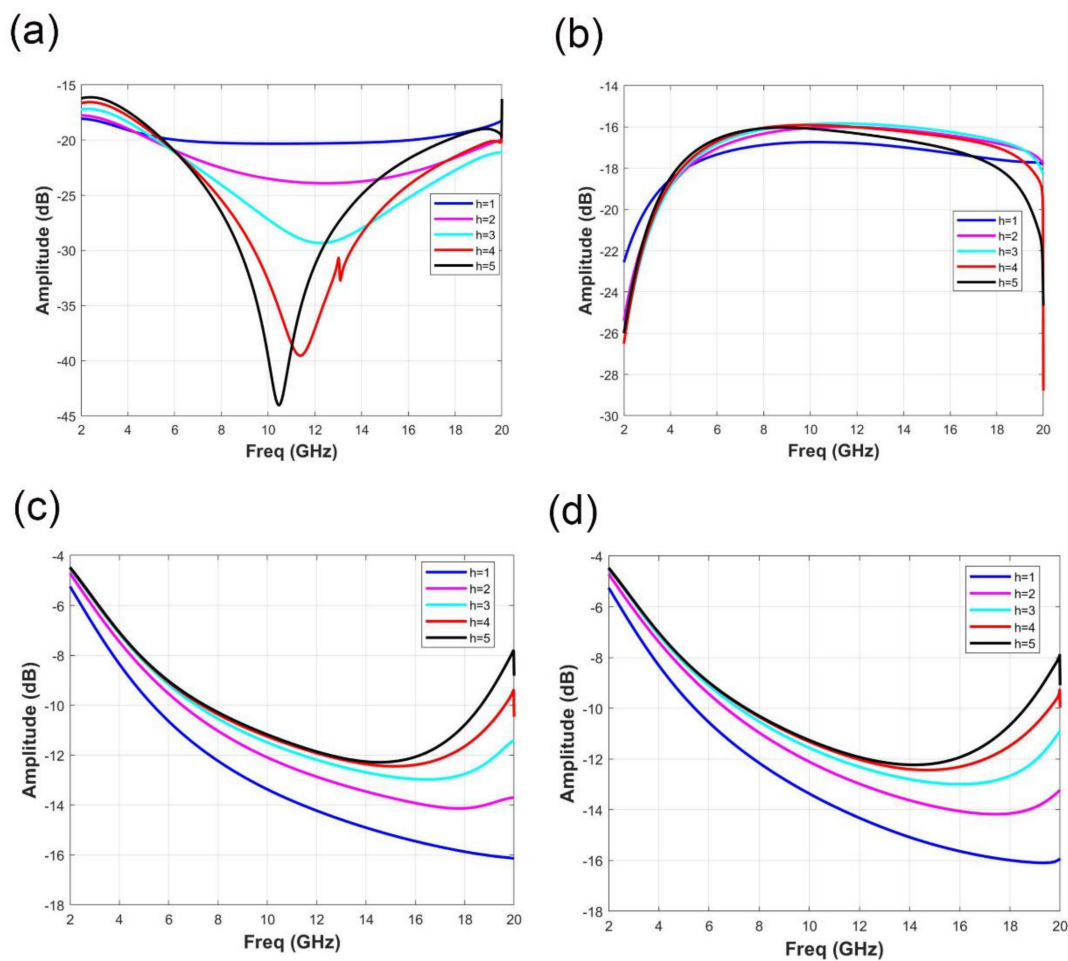 (a)
-15
-20
-25
-30
-35
-40
-45
Amplitude (dB)
h=1
h=2
h=3
h=4
h=5
2 4 6 8 10 12 14 16 18 20
Freq (GHz)
(b)
-14
-16
-18
-20
-22
-24
-26
-28
-30
Amplitude (dB)
h=1
h=2
h=3
h=4
h=5
2 4 6 8 10 12 14 16 18 20
Freq (GHz)
(c)
-4
-6
-8
-10
-12
-14
-16
-18
Amplitude (dB)
h=1
h=2
h=3
h=4
h=5
2 4 6 8 10 12 14 16 18 20
Freq (GHz)
(d)
-4
-6
-8
-10
-12
-14
-16
-18
Amplitude (dB)
h=1
h=2
h=3
h=4
h=5
2 4 6 8 10 12 14 16 18 20
Freq (GHz)